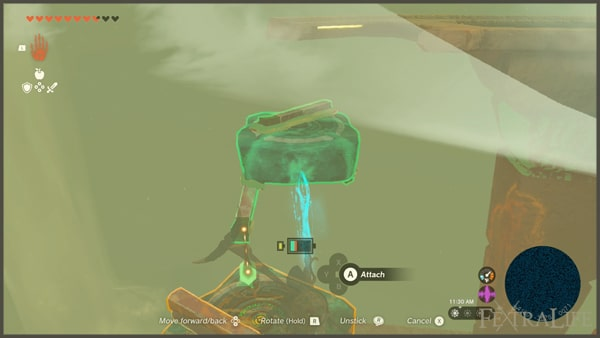 A Attach
11:30 AM
Move forward/back Rotate (Hold) R Unstick Cancel X
FEXTRALIFE